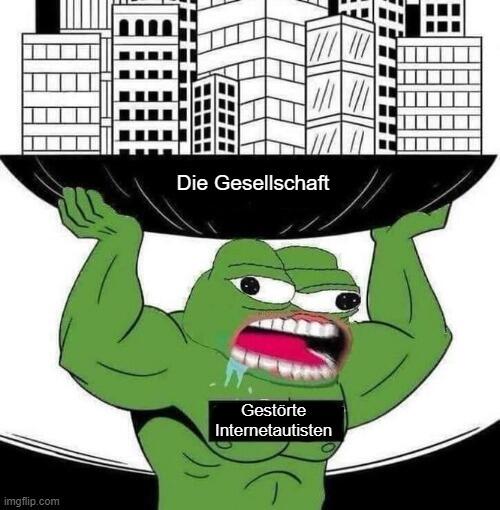 Die Gesellschaft
Gestörte
Internetautisten
imgflip.com